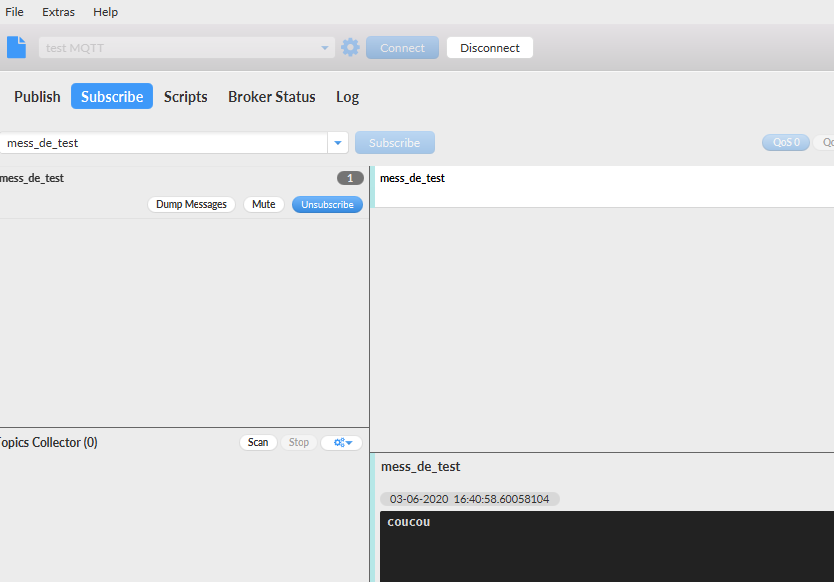 File Extras Help
test MQTT Connect Disconnect
Publish Subscribe Scripts Broker Status Log
mess_de_test Subscribe QoS 0
mess_de_test 1 mess_de_test
Dump Messages Mute Unsubscribe
opics Collector (0) Scan Stop
mess_de_test
03-06-2020 16:40:58.60058104
coucou